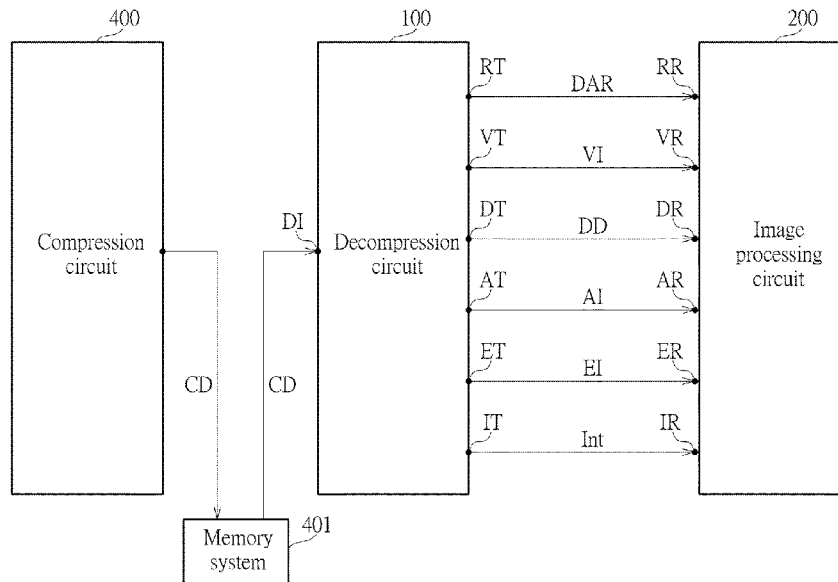 400
100
200
RT
DAR
RR
VT
VI
VR
DI
DT
DD
DR
Compression
circuit
Decompression
circuit
Image
processing
circuit
AT
AI
AR
ET
EI
ER
CD
CD
IT
Int
IR
401
Memory
system